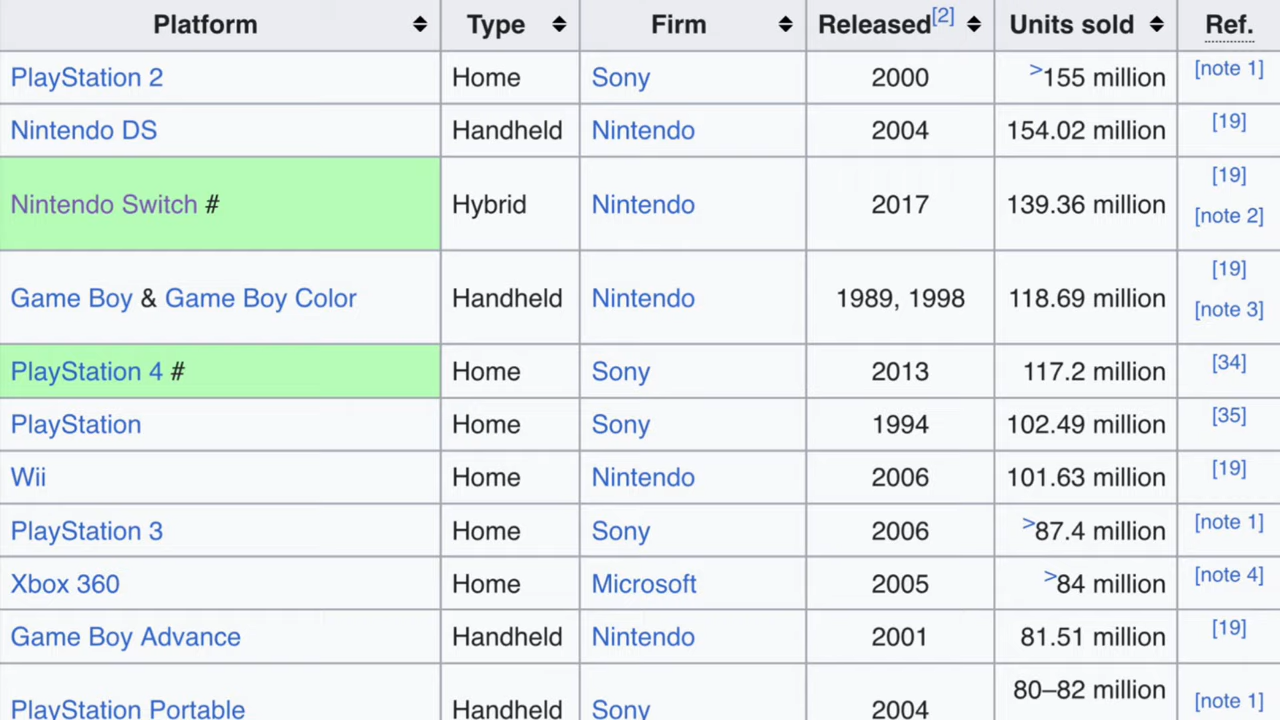 Platform Type Firm Released[2] Units sold Ref.
PlayStation 2 Home Sony 2000 >155 million [note 1]
Nintendo DS Handheld Nintendo 2004 154.02 million [19]
Nintendo Switch # Hybrid Nintendo 2017 139.36 million [19] [note 2]
Game Boy & Game Boy Color Handheld Nintendo 1989, 1998 118.69 million [19] [note 3]
PlayStation 4 # Home Sony 2013 117.2 million [34]
PlayStation Home Sony 1994 102.49 million [35]
Wii Home Nintendo 2006 101.63 million [19]
PlayStation 3 Home Sony 2006 >87.4 million [note 1]
Xbox 360 Home Microsoft 2005 >84 million [note 4]
Game Boy Advance Handheld Nintendo 2001 81.51 million [19]
PlayStation Portable Handheld Sony 2004 80–82 million [note 1]